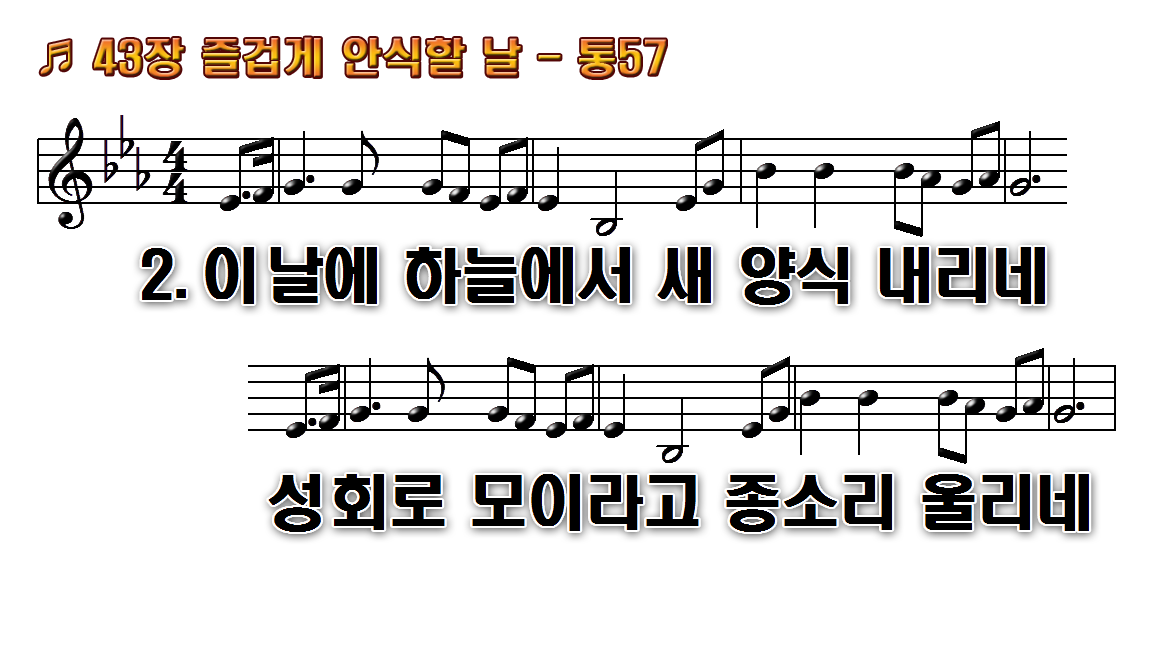 ♬ 43장 즐겁게 안식할 날 - 통57
4
4
2. 이 날에 하늘에서 새 양식 내리네
성회로 모이라고 종소리 울리네